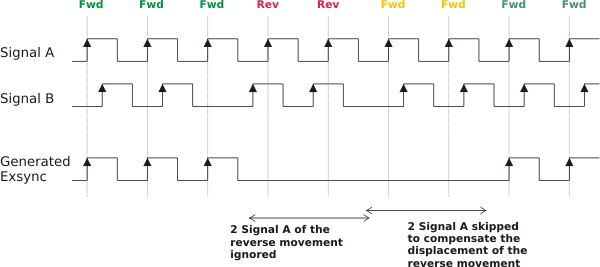 Fwd Fwd Fwd Rev Rev Fwd Fwd Fwd Fwd
Signal A
Signal B
Generated
Exsync
2 Signal A of the
reverse movement
ignored
2 Signal A skipped
to compensate the
displacement of the
reverse movement